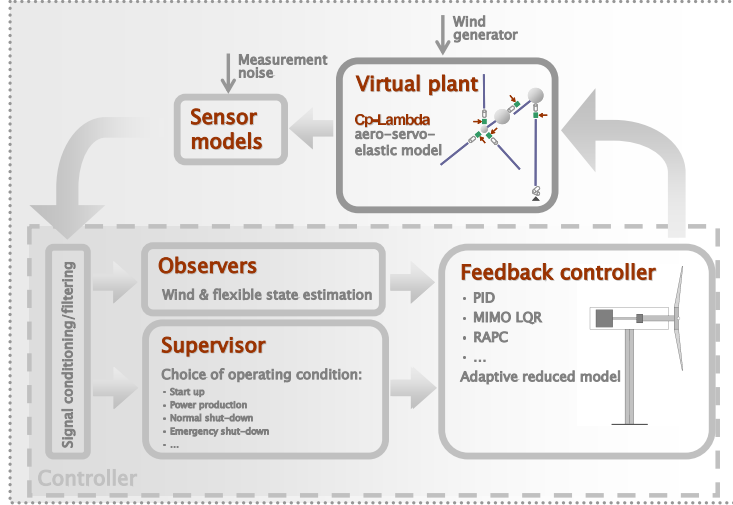 Wind
generator
Measurement
noise
Virtual plant
Cp-Lambda
aero-servo-
elastic model
Sensor
models
Signal conditioning/filtering
Observers
Wind & flexible state estimation
Supervisor
Choice of operating condition:
· Start up
· Power production
· Normal shut-down
· Emergency shut-down
· ...
Feedback controller
· PID
· MIMO LQR
· RAPC
· ...
Adaptive reduced model
Controller